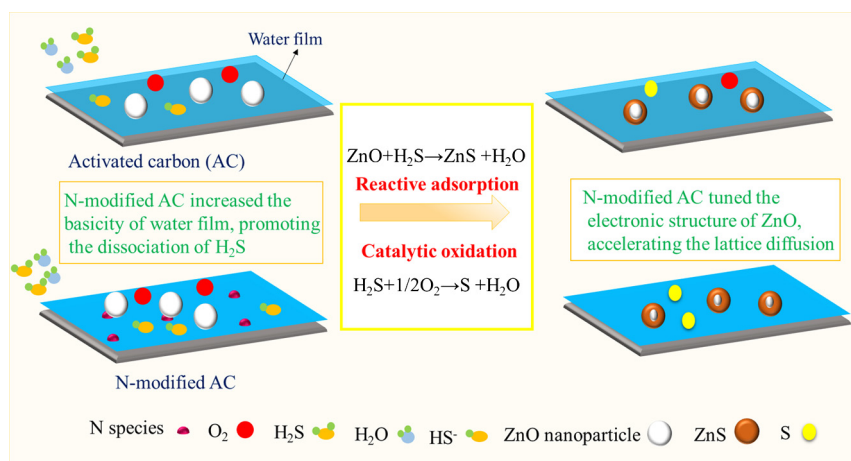 Water film
Activated carbon (AC)
N-modified AC increased the
basicity of water film, promoting
the dissociation of H₂S
ZnO+H₂S→ZnS +H₂O
Reactive adsorption
Catalytic oxidation
H₂S+1/2O₂→S +H₂O
N-modified AC tuned the
electronic structure of ZnO,
accelerating the lattice diffusion
N-modified AC
N species O₂ H₂S H₂O HS⁻ ZnO nanoparticle ZnS S